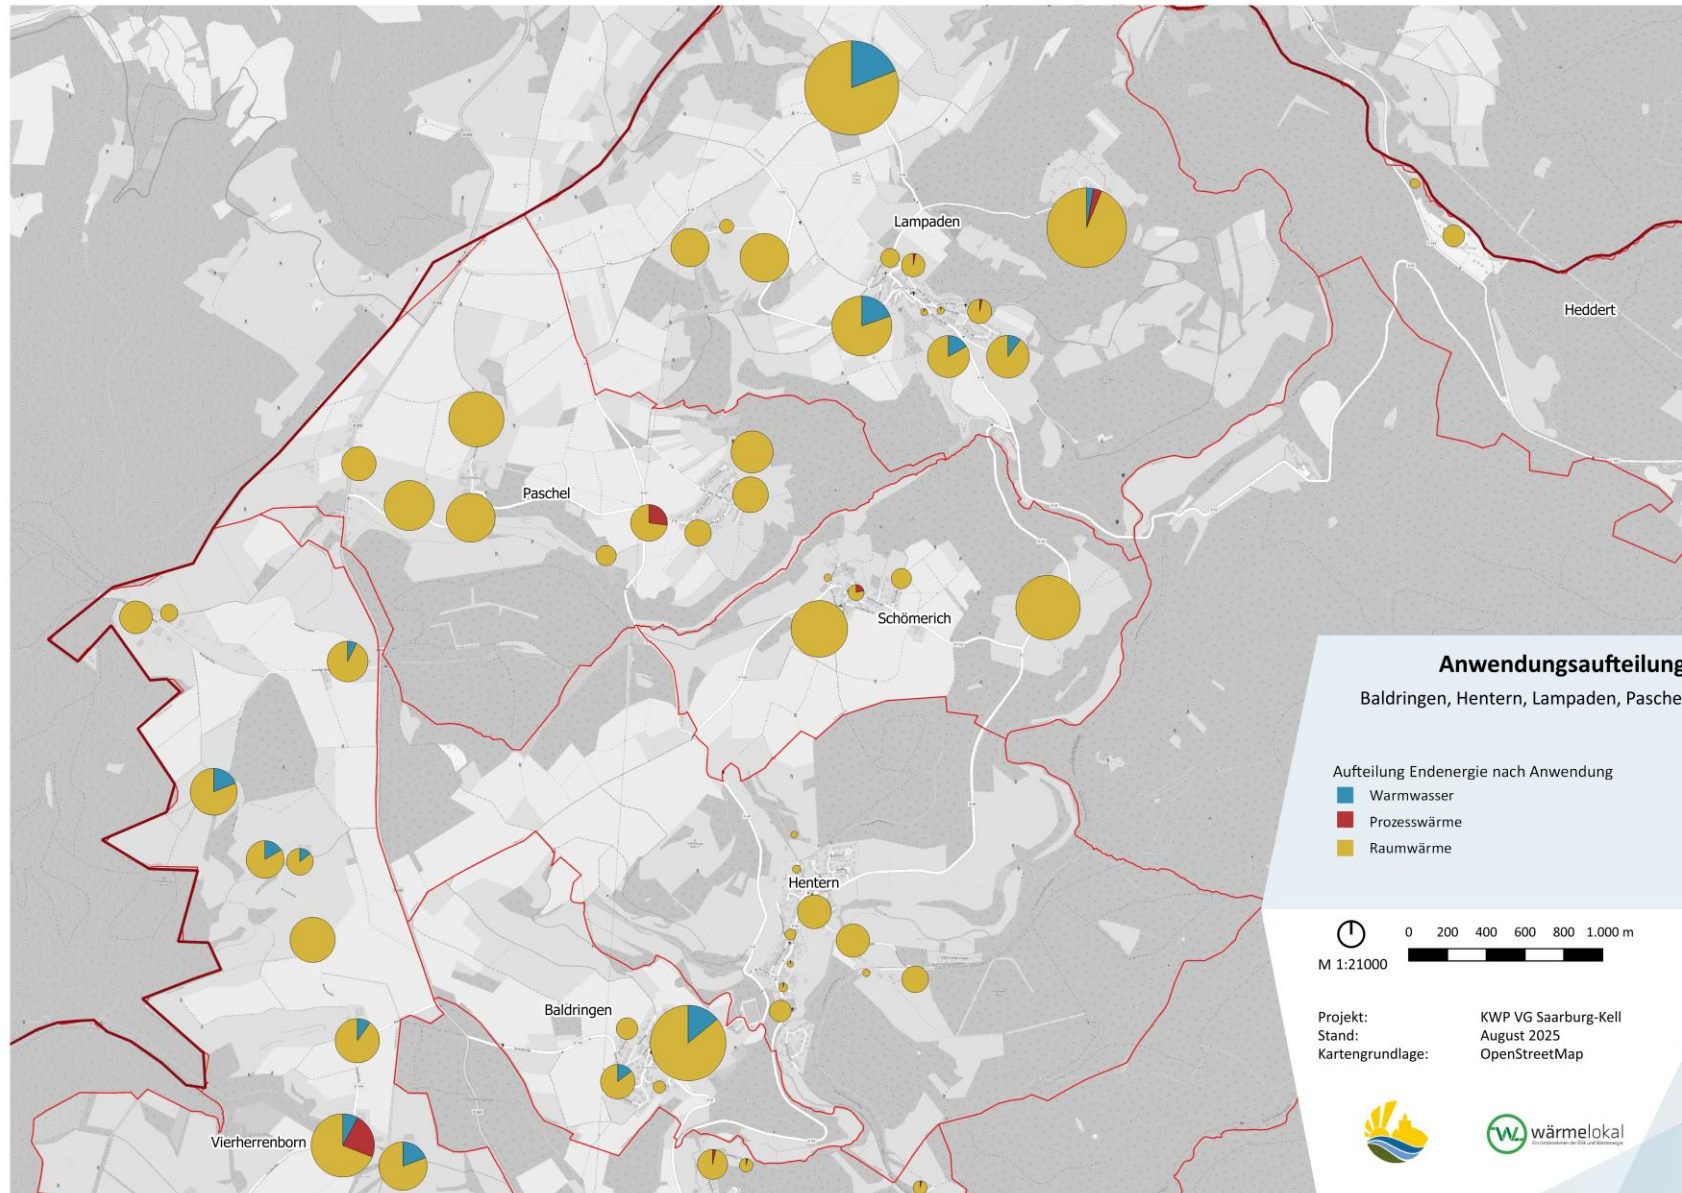 Lampaden
Heddert
Paschel
Schömerich
Hentern
Baldringen
Vierherrenborn
Anwendungsaufteilung
Baldringen, Hentern, Lampaden, Pasche
Aufteilung Endenergie nach Anwendung
Warmwasser
Prozesswärme
Raumwärme
M 1:21000
0 200 400 600 800 1.000 m
Projekt: KWP VG Saarburg-Kell
Stand: August 2025
Kartengrundlage: OpenStreetMap
W. wärmelokal